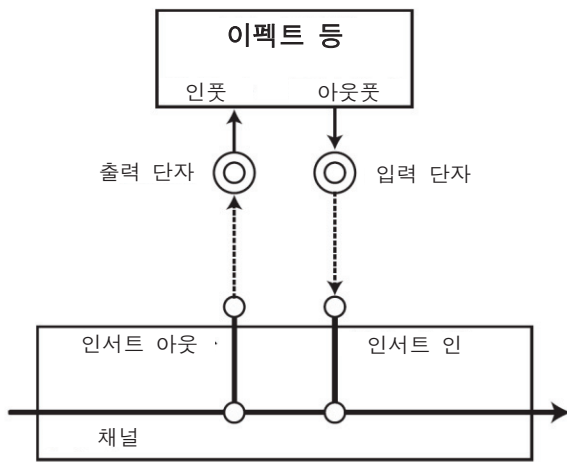 이펙트 등
인풋 아웃풋
출력 단자 입력 단자
인서트 아웃 인서트 인
채널